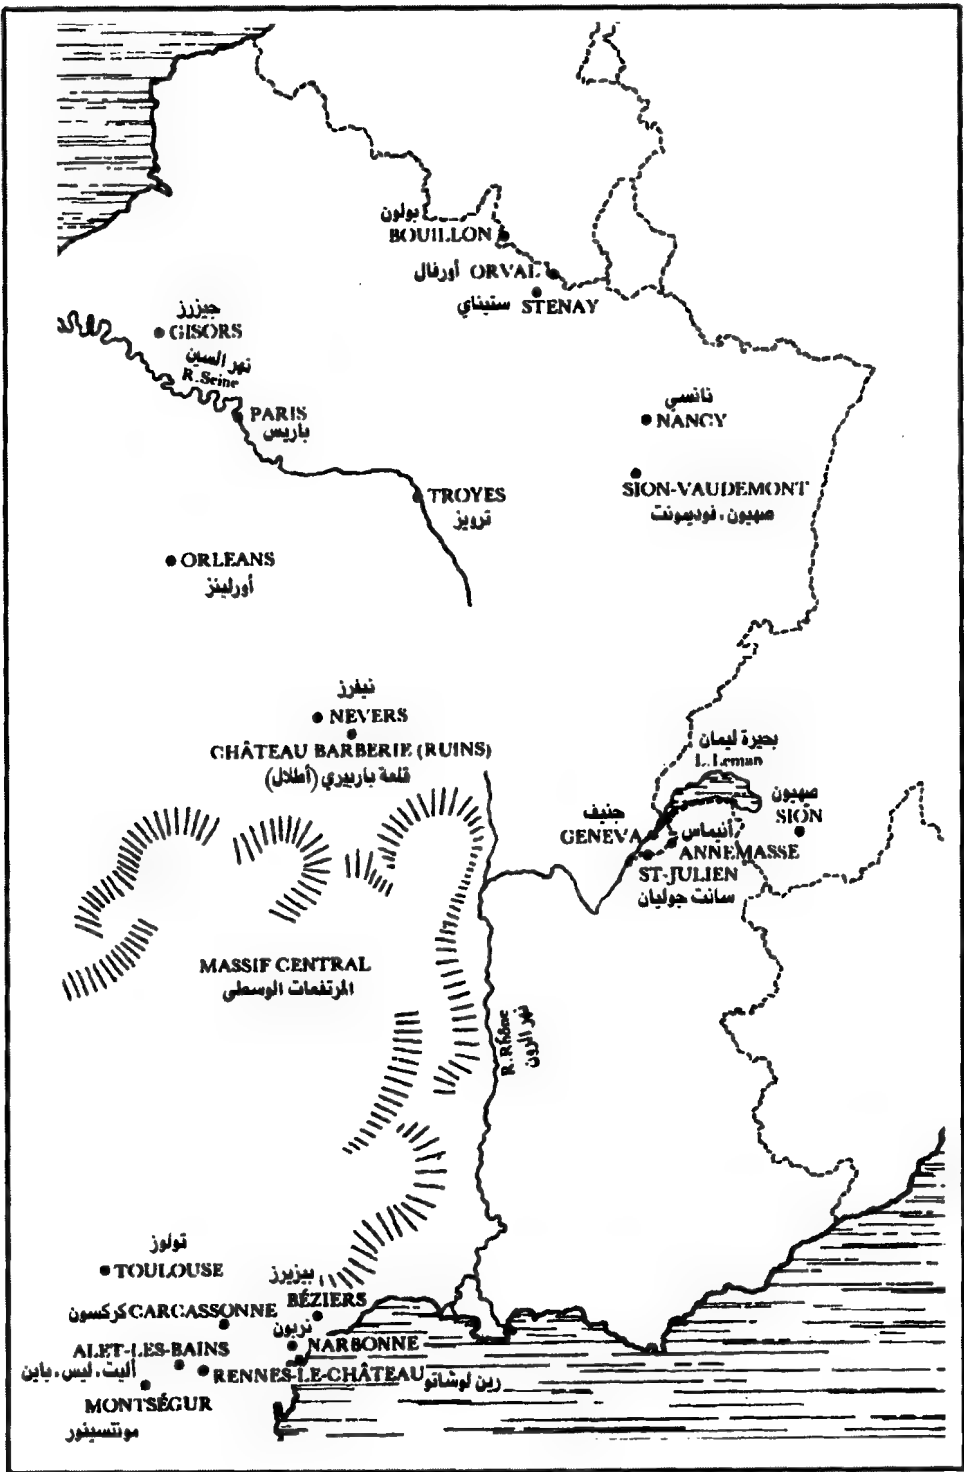 بولون
BOUILLON
أورفال ORVAL
ستيناي STENAY
جيزرز
GISORS
نهر السين
R.Seine
PARIS
باريس
نانسي
NANCY
SION-VAUDEMONT
صهيون، فوديمونت
TROYES
ترويز
ORLEANS
أورلينز
نيفرز
NEVERS
CHÂTEAU BARBERIE (RUINS)
قلعة باربيري (أطلال)
بحيرة ليمان
L.Leman
صهيون
SION
جنيف
GENEVA
أنيماس
ANNEMASSE
ST-JULIEN
سانت جوليان
MASSIF CENTRAL
المرتفعات الوسطى
R.Rhône
نهر الرون
تولوز
TOULOUSE
بيزيرز
BÉZIERS
كركسون CARCASSONNE
نربون
NARBONNE
ALET-LES-BAINS
أليت، ليس، باين
RENNES-LE-CHÂTEAU رين لوشاتو
MONTSÉGUR
مونتسيغور